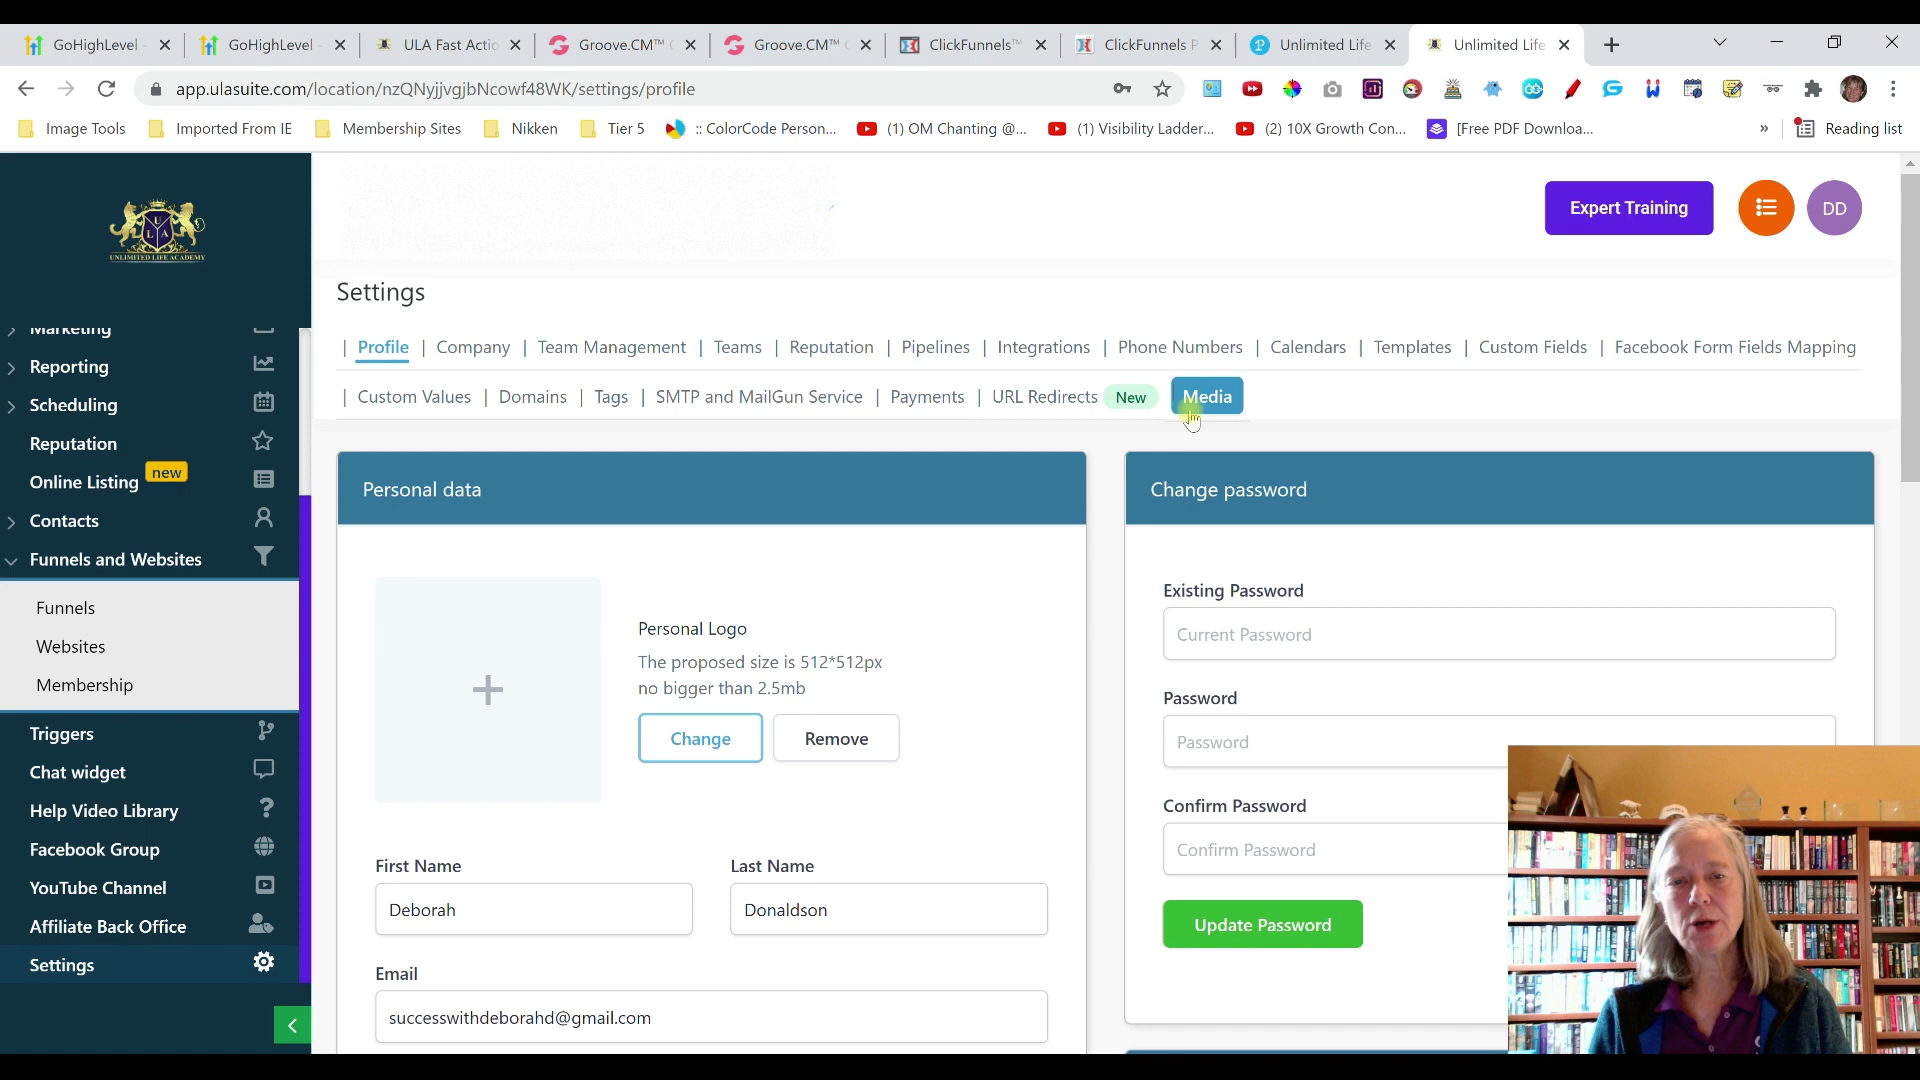 GoHighLevel
GoHighLevel
ULA Fast Actio
Groove.CM™
Groove.CM™
ClickFunnels™
ClickFunnels P
Unlimited Life
Unlimited Life
app.ulasuite.com/location/nzQNyjjvgjbNcowf48WK/settings/profile
Image Tools
Imported From IE
Membership Sites
Nikken
Tier 5
:: ColorCode Person...
(1) OM Chanting @...
(1) Visibility Ladder...
(2) 10X Growth Con...
[Free PDF Downloa...
»
Reading list
ULA
UNLIMITED LIFE ACADEMY
Expert Training
DD
Settings
| Profile | Company | Team Management | Teams | Reputation | Pipelines | Integrations | Phone Numbers | Calendars | Templates | Custom Fields | Facebook Form Fields Mapping
| Custom Values | Domains | Tags | SMTP and MailGun Service | Payments | URL Redirects New Media
Marketing
Reporting
Scheduling
Reputation
Online Listing new
Contacts
Funnels and Websites
Funnels
Websites
Membership
Triggers
Chat widget
Help Video Library
Facebook Group
YouTube Channel
Affiliate Back Office
Settings
Personal data
Personal Logo
The proposed size is 512*512px
no bigger than 2.5mb
Change
Remove
First Name
Last Name
Deborah
Donaldson
Email
successwithdeborahd@gmail.com
Change password
Existing Password
Current Password
Password
Password
Confirm Password
Confirm Password
Update Password